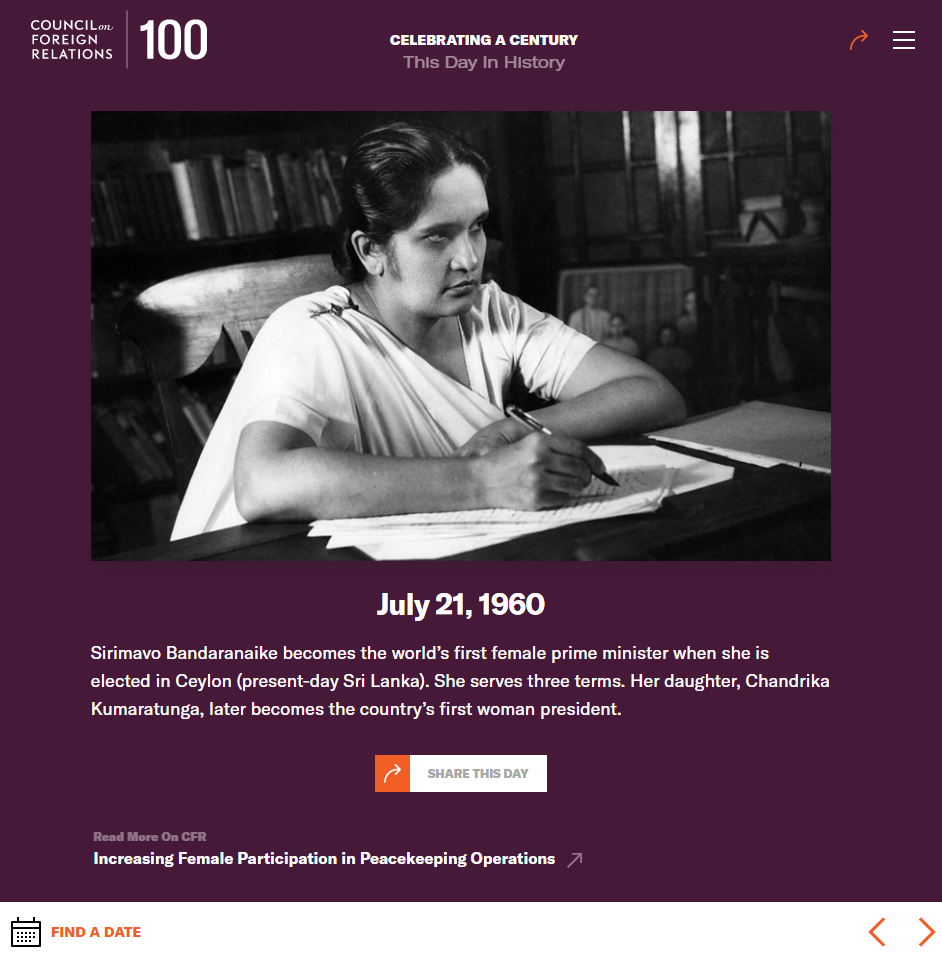 COUNCIL on
FOREIGN
RELATIONS
100
CELEBRATING A CENTURY
This Day In History
July 21, 1960
Sirimavo Bandaranaike becomes the world’s first female prime minister when she is
elected in Ceylon (present-day Sri Lanka). She serves three terms. Her daughter, Chandrika
Kumaratunga, later becomes the country’s first woman president.
SHARE THIS DAY
Read More On CFR
Increasing Female Participation in Peacekeeping Operations
FIND A DATE